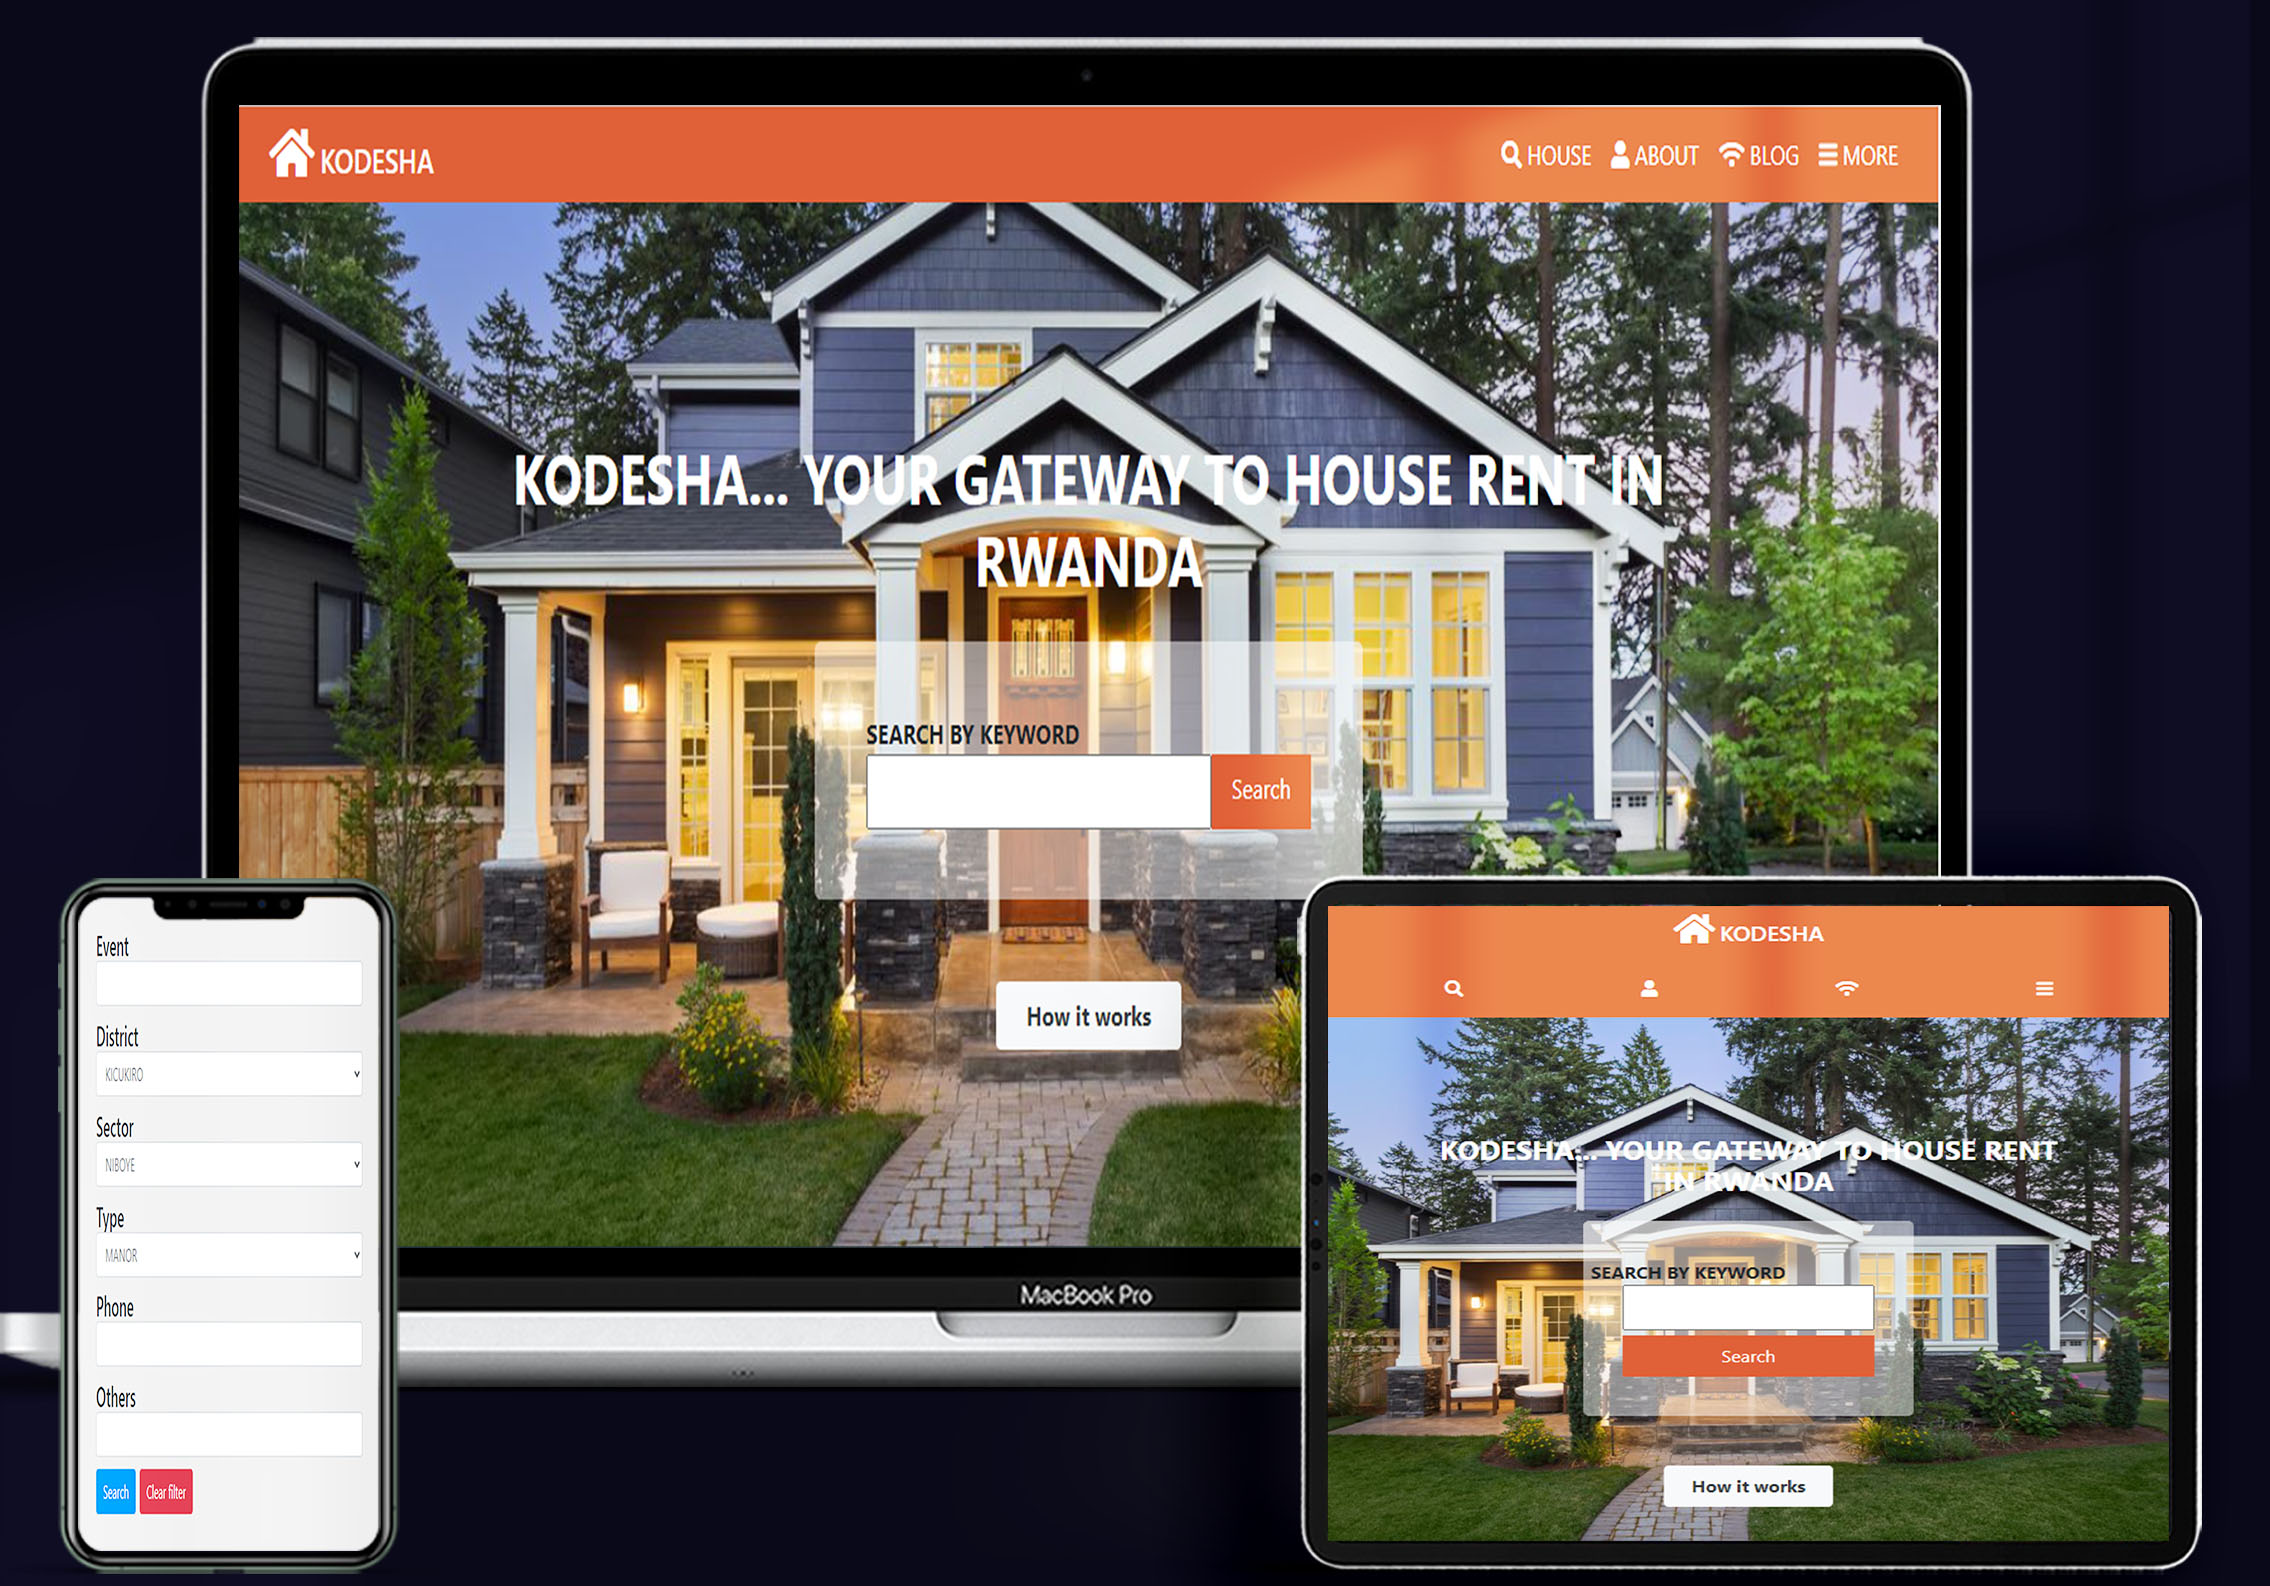 KODESHA
HOUSE ABOUT BLOG MORE
KODESHA... YOUR GATEWAY TO HOUSE RENT IN
RWANDA
SEARCH BY KEYWORD
Search
How it works
MacBook Pro
Event
District
KICUKIRO
Sector
NIBOYE
Type
MANOR
Phone
Others
Search Clear filter
KODESHA
KODESHA... YOUR GATEWAY TO HOUSE RENT
IN RWANDA
SEARCH BY KEYWORD
Search
How it works